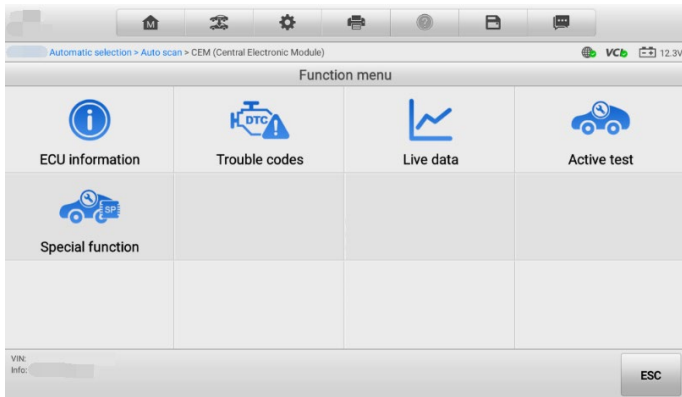 M
Automatic selection > Auto scan > CEM (Central Electronic Module)
VCI
12.3V
Function menu
i
DTC
ECU information
Trouble codes
Live data
Active test
SP
Special function
VIN:
Info:
ESC